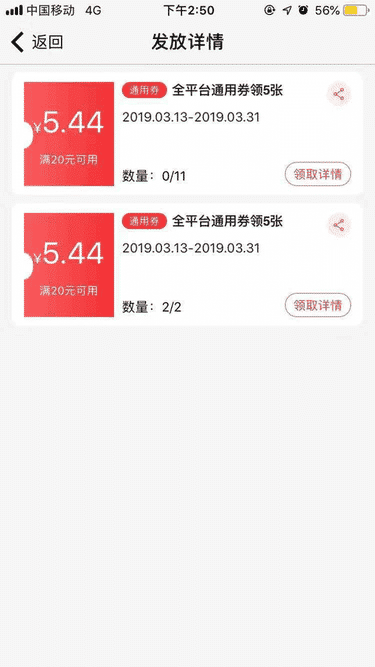 中国移动 4G 下午2:50 56%
返回 发放详情
通用券 全平台通用券领5张
¥5.44
2019.03.13-2019.03.31
满20元可用
数量：0/11 领取详情
通用券 全平台通用券领5张
¥5.44
2019.03.13-2019.03.31
满20元可用
数量：2/2 领取详情